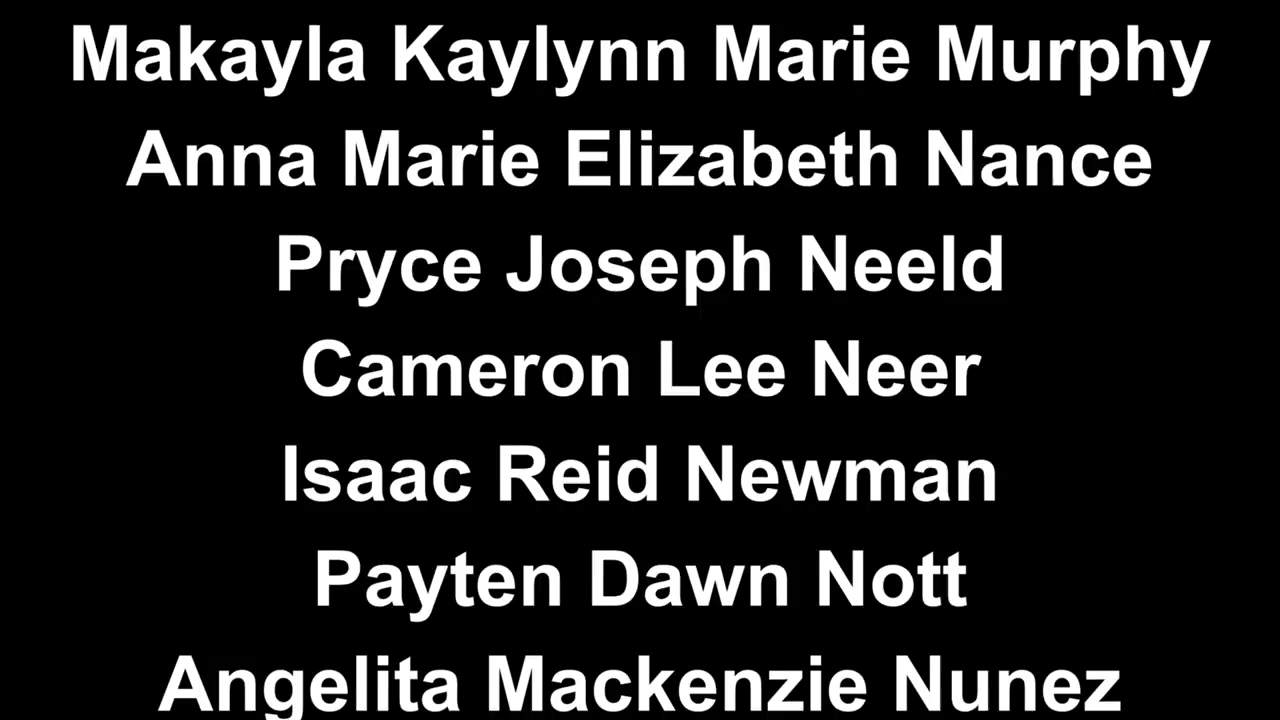 Makayla Kaylynn Marie Murphy
Anna Marie Elizabeth Nance
Pryce Joseph Neeld
Cameron Lee Neer
Isaac Reid Newman
Payten Dawn Nott
Angelita Mackenzie Nunez